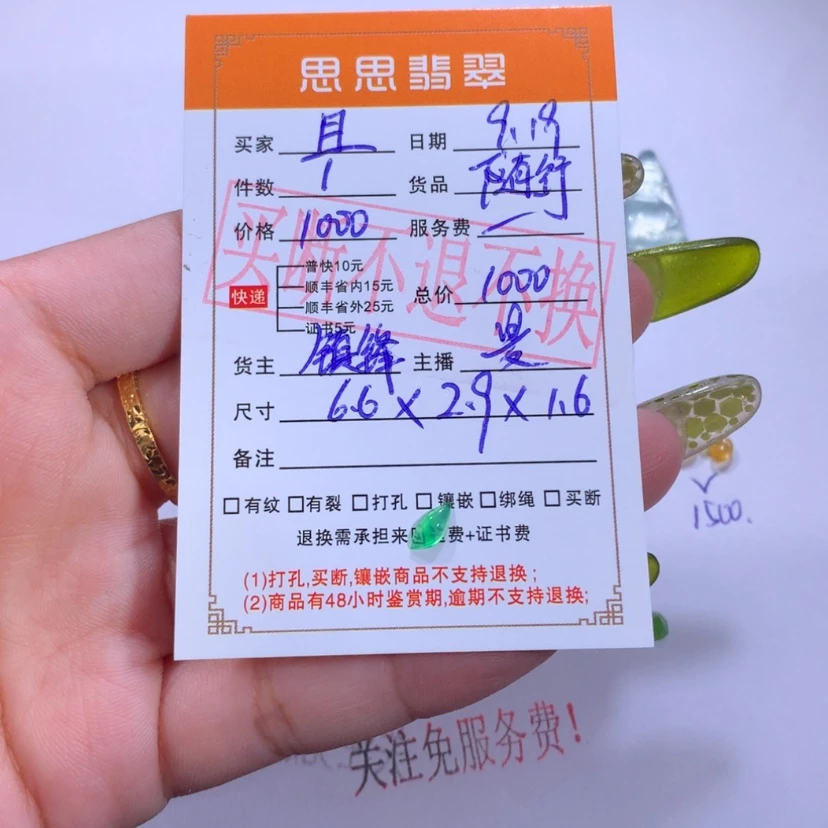 思思翡翠
买家 且 日期 9.19
件数 1 货品 随形
价格 1000 服务费 /
买断不退不换
快递
普快10元
顺丰省内15元
顺丰省外25元
证书5元
总价 1000
货主 镇锋 主播
尺寸 6.6×2.9×1.6
备注
□有纹 □有裂 □打孔 □镶嵌 □绑绳 □买断
退换需承担来回 费+证书费
(1)打孔,买断,镶嵌商品不支持退换;
(2)商品有48小时鉴赏期,逾期不支持退换;
1500.
关注免服务费!